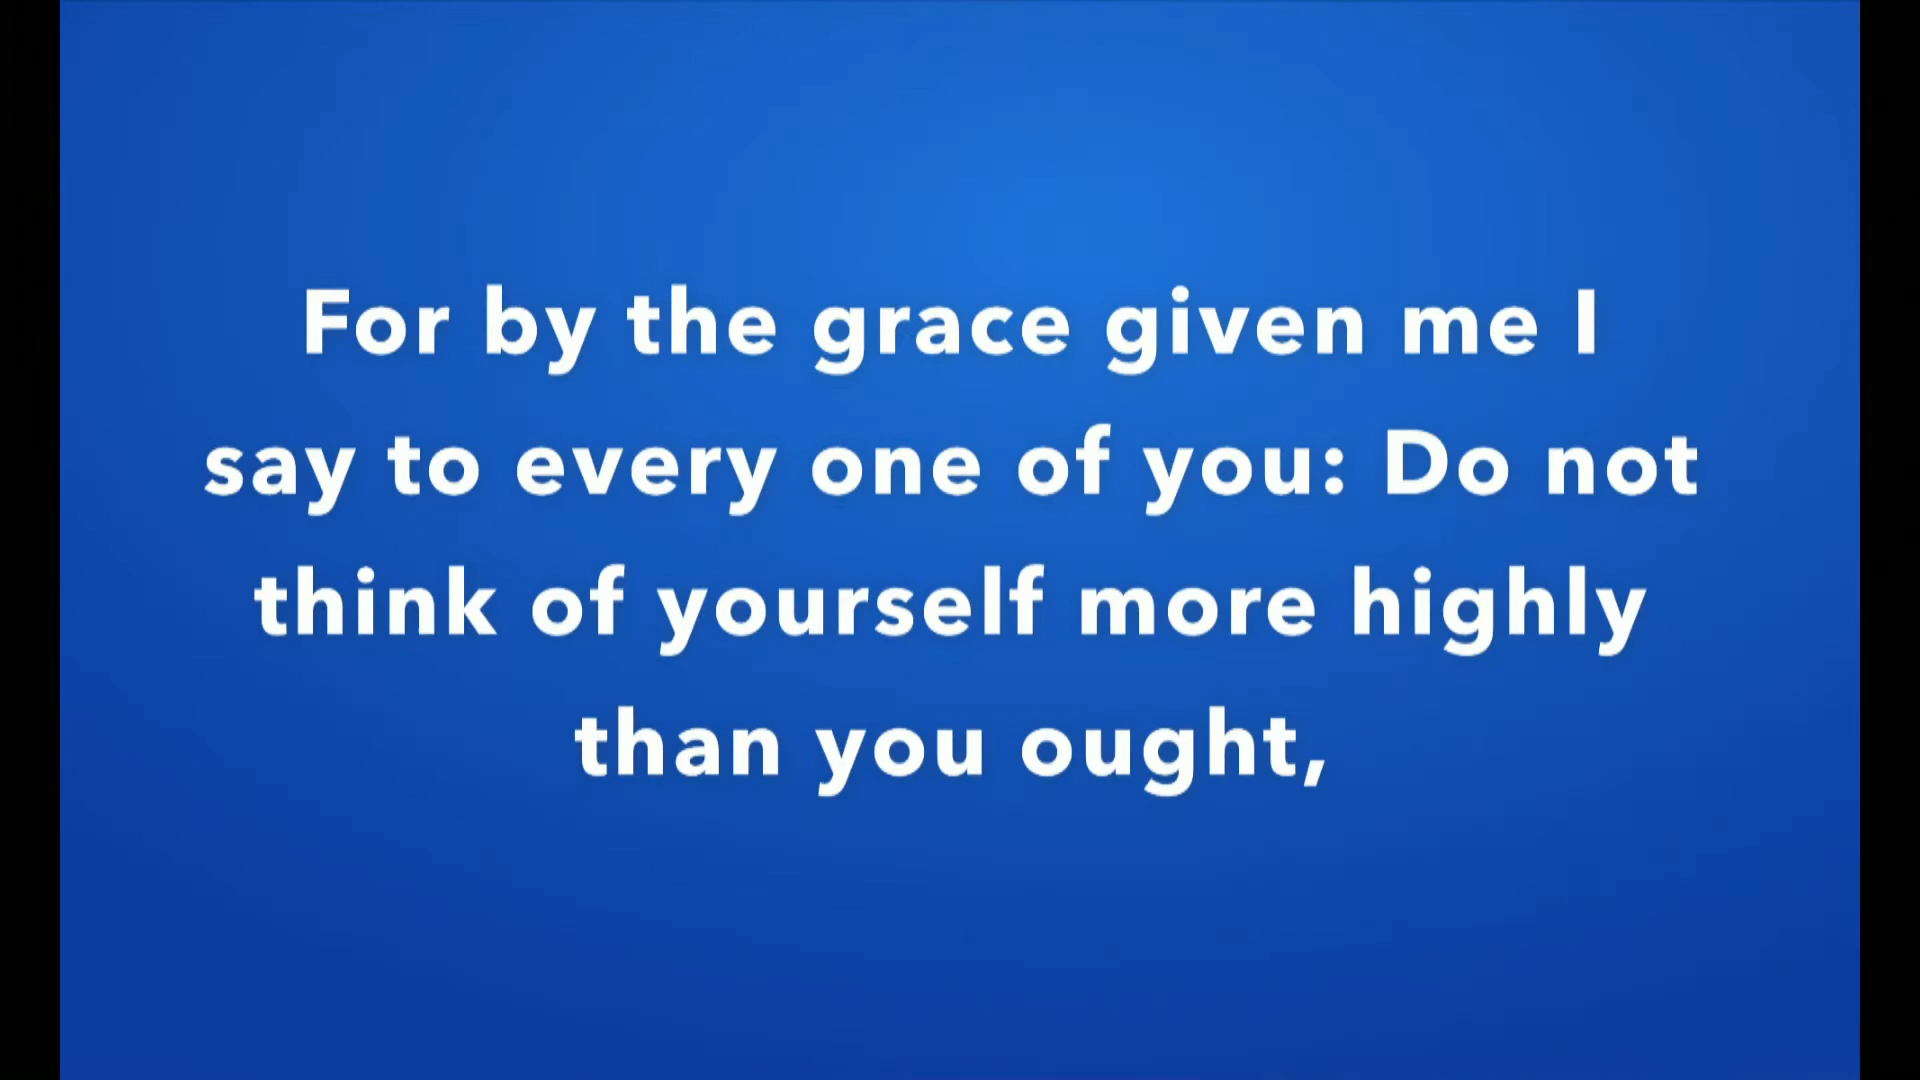 For by the grace given me I
say to every one of you: Do not
think of yourself more highly
than you ought,